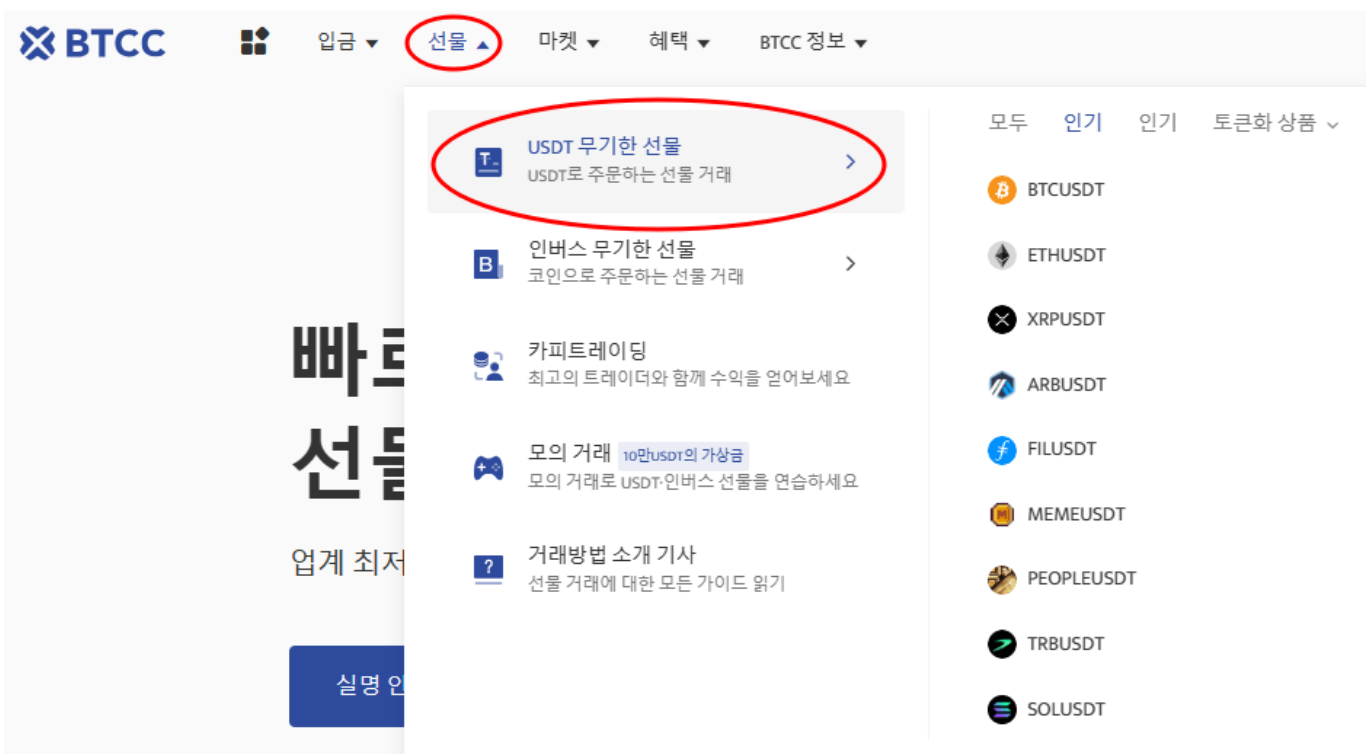 BTCC 입금 선물 마켓 혜택 BTCC 정보
USDT 무기한 선물
USDT로 주문하는 선물 거래
인버스 무기한 선물
B
코인으로 주문하는 선물 거래
카피트레이딩
최고의 트레이더와 함께 수익을 얻어보세요
모의 거래 10만USDT의 가상금
모의 거래로 USDT·인버스 선물을 연습하세요
거래방법 소개 기사
?
선물 거래에 대한 모든 가이드 읽기
모두 인기 인기 토큰화 상품
BTCUSDT
ETHUSDT
XRPUSDT
ARBUSDT
FILUSDT
MEMEUSDT
PEOPLEUSDT
TRBUSDT
SOLUSDT
선물
업계 최저
실명 인